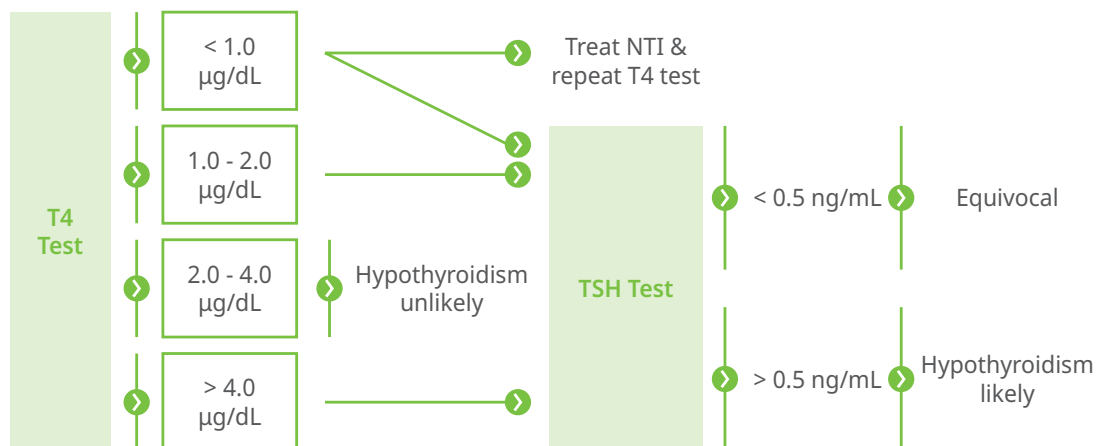 T4
Test
< 1.0
µg/dL
Treat NTI &
repeat T4 test
1.0 - 2.0
µg/dL
2.0 - 4.0
µg/dL
Hypothyroidism
unlikely
> 4.0
µg/dL
TSH Test
< 0.5 ng/mL
Equivocal
> 0.5 ng/mL
Hypothyroidism
likely